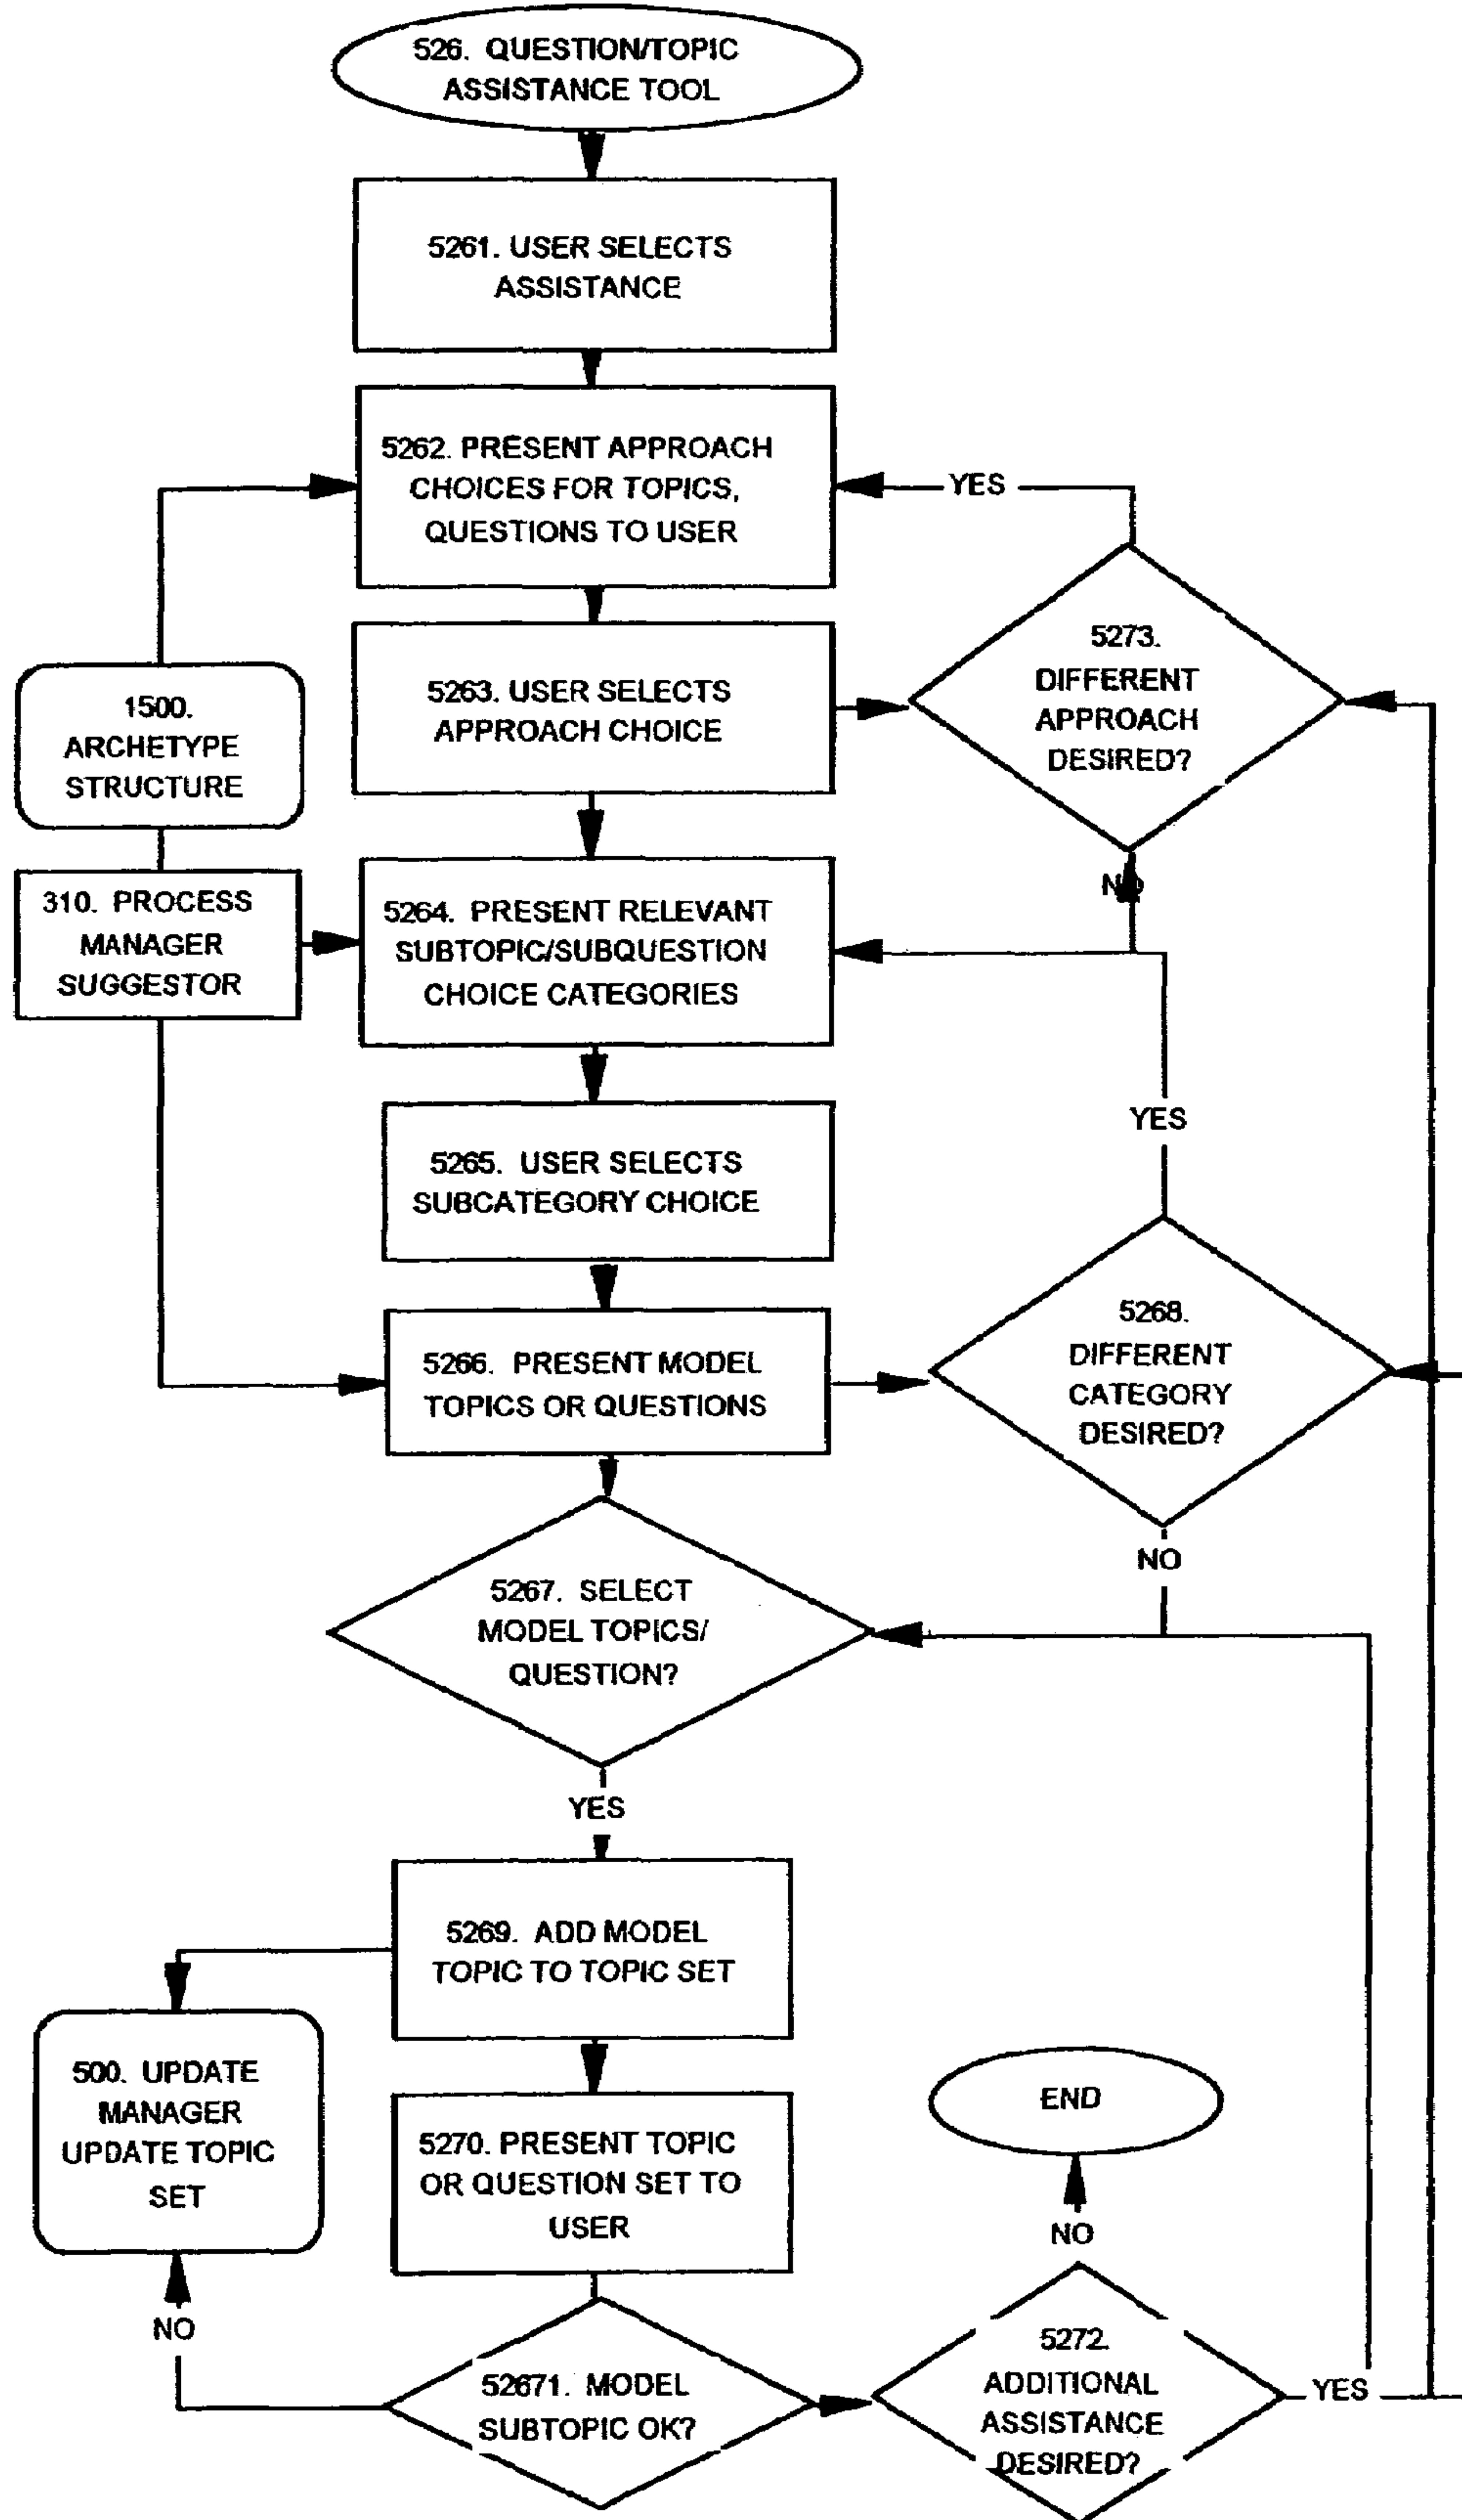 526. QUESTION/TOPIC
ASSISTANCE TOOL
5261. USER SELECTS
ASSISTANCE
5262. PRESENT APPROACH
CHOICES FOR TOPICS,
QUESTIONS TO USER
YES
5263. USER SELECTS
APPROACH CHOICE
5273.
DIFFERENT
APPROACH
DESIRED?
1500.
ARCHETYPE
STRUCTURE
NO
310. PROCESS
MANAGER
SUGGESTOR
5264. PRESENT RELEVANT
SUBTOPIC/SUBQUESTION
CHOICE CATEGORIES
YES
5265. USER SELECTS
SUBCATEGORY CHOICE
5266. PRESENT MODEL
TOPICS OR QUESTIONS
5268.
DIFFERENT
CATEGORY
DESIRED?
NO
5267. SELECT
MODEL TOPICS/
QUESTION?
YES
5269. ADD MODEL
TOPIC TO TOPIC SET
500. UPDATE
MANAGER
UPDATE TOPIC
SET
5270. PRESENT TOPIC
OR QUESTION SET TO
USER
END
NO
NO
52671. MODEL
SUBTOPIC OK?
5272.
ADDITIONAL
ASSISTANCE
DESIRED?
YES